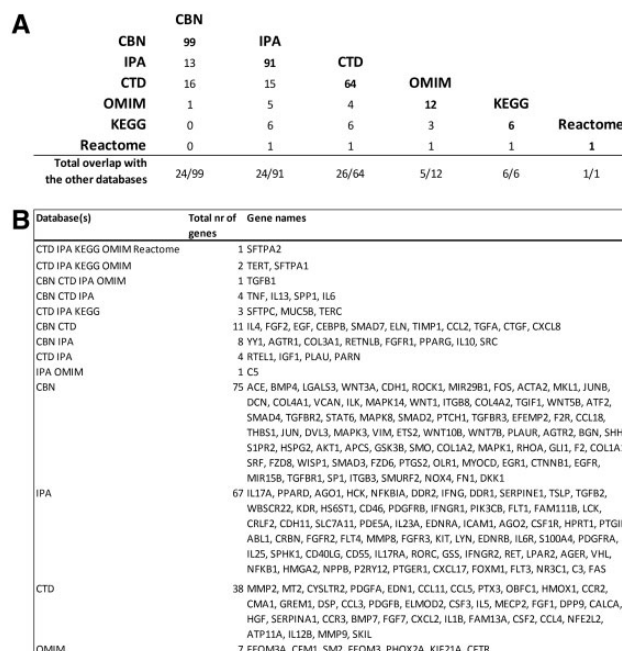 A
CBN
CBN 99 IPA
IPA 13 91 CTD
CTD 16 15 64 OMIM
OMIM 1 5 4 12 KEGG
KEGG 0 6 6 3 6 Reactome
Reactome 0 1 1 1 1 1
Total overlap with
the other databases 24/99 24/91 26/64 5/12 6/6 1/1
B
Database(s) Total nr of Gene names
genes
CTD IPA KEGG OMIM Reactome 1 SFTPA2
CTD IPA KEGG OMIM 2 TERT, SFTPA1
CBN CTD IPA OMIM 1 TGFB1
CBN CTD IPA 4 TNF, IL13, SPP1, IL6
CTD IPA KEGG 3 SFTPC, MUC5B, TERC
CBN CTD 11 IL4, FGF2, EGF, CEBPB, SMAD7, ELN, TIMP1, CCL2, TGFA, CTGF, CXCL8
CBN IPA 8 YY1, AGTR1, COL3A1, RETNLB, FGFR1, PPARG, IL10, SRC
CTD IPA 4 RTEL1, IGF1, PLAU, PARN
IPA OMIM 1 C5
CBN 75 ACE, BMP4, LGALS3, WNT3A, CDH1, ROCK1, MIR29B1, FOS, ACTA2, MKL1, JUNB,
DCN, COL4A1, VCAN, ILK, MAPK14, WNT1, ITGB8, COL4A2, TGIF1, WNT5B, ATF2,
SMAD4, TGFBR2, STAT6, MAPK8, SMAD2, PTCH1, TGFBR3, EFEMP2, F2R, CCL18,
THBS1, JUN, DVL3, MAPK3, VIM, ETS2, WNT10B, WNT7B, PLAUR, AGTR2, BGN, SHH
S1PR2, HSPG2, AKT1, APCS, GSK3B, SMO, COL1A2, MAPK1, RHOA, GLI1, F2, COL1A1
SRF, FZD8, WISP1, SMAD3, FZD6, PTGS2, OLR1, MYOCD, EGR1, CTNNB1, EGFR,
MIR15B, TGFBR1, SP1, ITGB3, SMURF2, NOX4, FN1, DKK1
IPA 67 IL17A, PPARD, AGO1, HCK, NFKBIA, DDR2, IFNG, DDR1, SERPINE1, TSLP, TGFB2,
WBSCR22, KDR, HS6ST1, CD46, PDGFRB, IFNGR1, PIK3CB, FLT1, FAM111B, LCK,
CRLF2, CDH11, SLC7A11, PDE5A, IL23A, EDNRA, ICAM1, AGO2, CSF1R, HPRT1, PTGIR
ABL1, CRBN, FGFR2, FLT4, MMP8, FGFR3, KIT, LYN, EDNRB, IL6R, S100A4, PDGFRA,
IL25, SPHK1, CD40LG, CD55, IL17RA, RORC, GSS, IFNGR2, RET, LPAR2, AGER, VHL,
NFKB1, HMGA2, NPPB, P2RY12, PTGER1, CXCL17, FOXM1, FLT3, NR3C1, C3, FAS
CTD 38 MMP2, MT2, CYSLTR2, PDGFA, EDN1, CCL11, CCL5, PTX3, OBFC1, HMOX1, CCR2,
CMA1, GREM1, DSP, CCL3, PDGFB, ELMOD2, CSF3, IL5, MECP2, FGF1, DPP9, CALCA,
HGF, SERPINA1, CCR3, BMP7, FGF7, CXCL2, IL1B, FAM13A, CSF2, CCL4, NFE2L2,
ATP11A, IL12B, MMP9, SKIL
OMIM 7 FEOM3A, CFM1, SM2, FEOM3, PHOX2A, KIF21A, CFTR